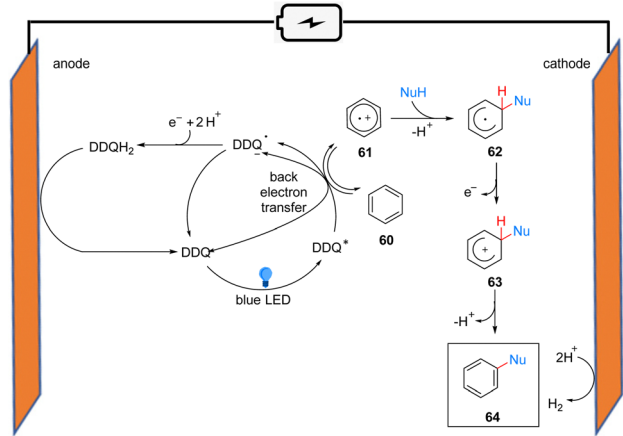 anode
cathode
NuH
-H+
61
H
Nu
62
e− + 2H+
DDQH2
DDQ•−
back
electron
transfer
60
e−
H
Nu
63
DDQ
DDQ*
blue LED
-H+
Nu
64
2H+
H2